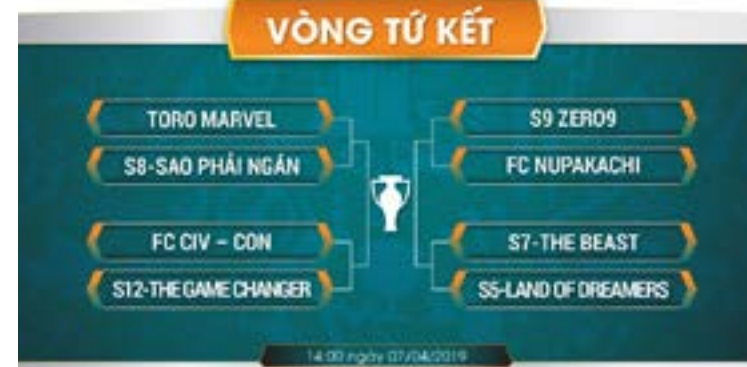 VÒNG TỨ KẾT
TORO MARVEL
S8-SAO PHẢI NGÁN
FC CIV – CON
S12-THE GAME CHANGER
S9 ZERO9
FC NUPAKACHI
S7-THE BEAST
S5-LAND OF DREAMERS
14:00 ngày 07/04/2019